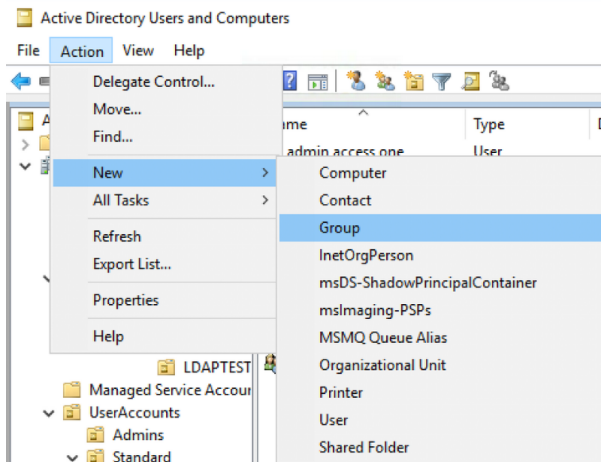 Active Directory Users and Computers
File Action View Help
Delegate Control...
Move...
Find...
New
All Tasks
Refresh
Export List...
Properties
Help
Type
admin access one User
Computer
Contact
Group
InetOrgPerson
msDS-ShadowPrincipalContainer
msImaging-PSPs
MSMQ Queue Alias
Organizational Unit
Printer
User
Shared Folder
LDAPTEST
Managed Service
UserAccounts
Admins
Standard